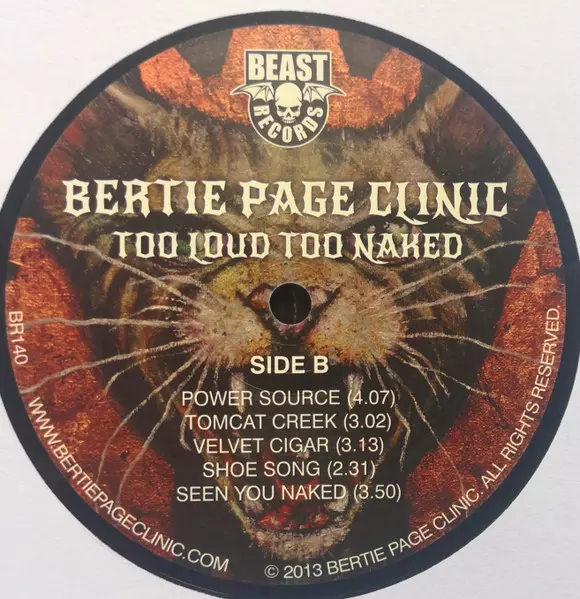 BEAST
RECORDS
BERTIE PAGE CLINIC
TOO LOUD TOO NAKED
SIDE B
POWER SOURCE (4.07)
TOMCAT CREEK (3.02)
VELVET CIGAR (3.13)
SHOE SONG (2.31)
SEEN YOU NAKED (3.50)
BR140
WWW.BERTIEPAGECLINIC.COM
© 2013 BERTIE PAGE CLINIC. ALL RIGHTS RESERVED.